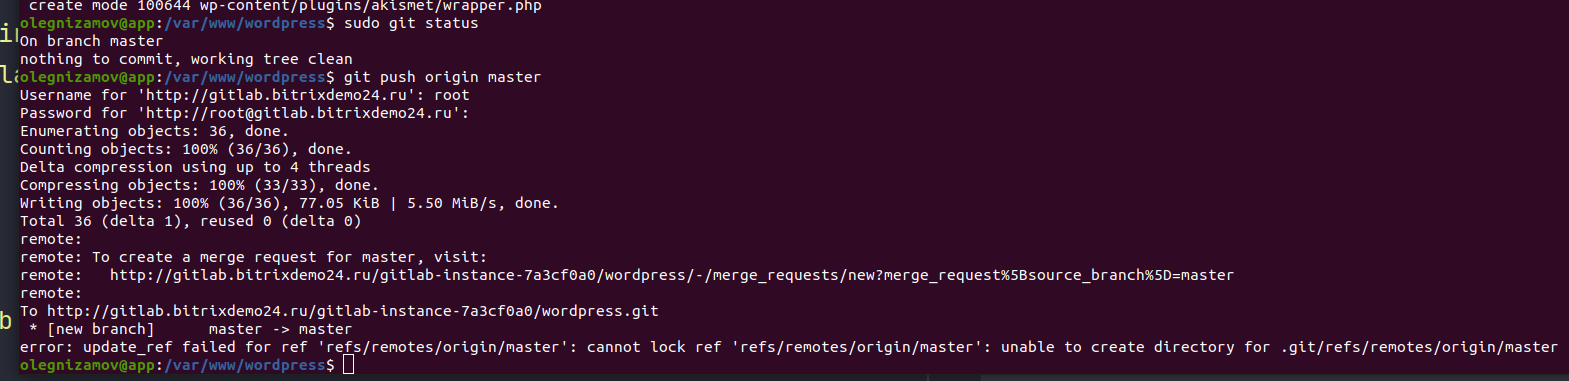 create mode 100644 wp-content/plugins/akismet/wrapper.php
olegnizamov@app:/var/www/wordpress$ sudo git status
On branch master
nothing to commit, working tree clean
olegnizamov@app:/var/www/wordpress$ git push origin master
Username for 'http://gitlab.bitrixdemo24.ru': root
Password for 'http://root@gitlab.bitrixdemo24.ru':
Enumerating objects: 36, done.
Counting objects: 100% (36/36), done.
Delta compression using up to 4 threads
Compressing objects: 100% (33/33), done.
Writing objects: 100% (36/36), 77.05 KiB | 5.50 MiB/s, done.
Total 36 (delta 1), reused 0 (delta 0)
remote:
remote: To create a merge request for master, visit:
remote:   http://gitlab.bitrixdemo24.ru/gitlab-instance-7a3cf0a0/wordpress/-/merge_requests/new?merge_request%5Bsource_branch%5D=master
remote:
To http://gitlab.bitrixdemo24.ru/gitlab-instance-7a3cf0a0/wordpress.git
 * [new branch]      master -> master
error: update_ref failed for ref 'refs/remotes/origin/master': cannot lock ref 'refs/remotes/origin/master': unable to create directory for .git/refs/remotes/origin/master
olegnizamov@app:/var/www/wordpress$